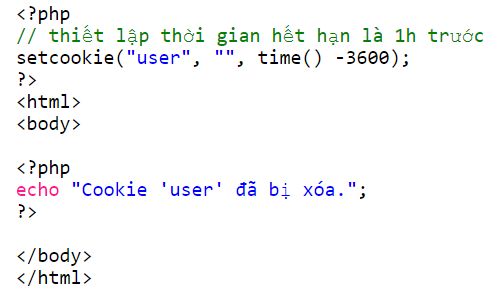 <?php
// thiết lập thời gian hết hạn là 1h trước
setcookie("user", "", time() -3600);
?>
<html>
<body>
<?php
echo "Cookie 'user' đã bị xóa.";
?>
</body>
</html>